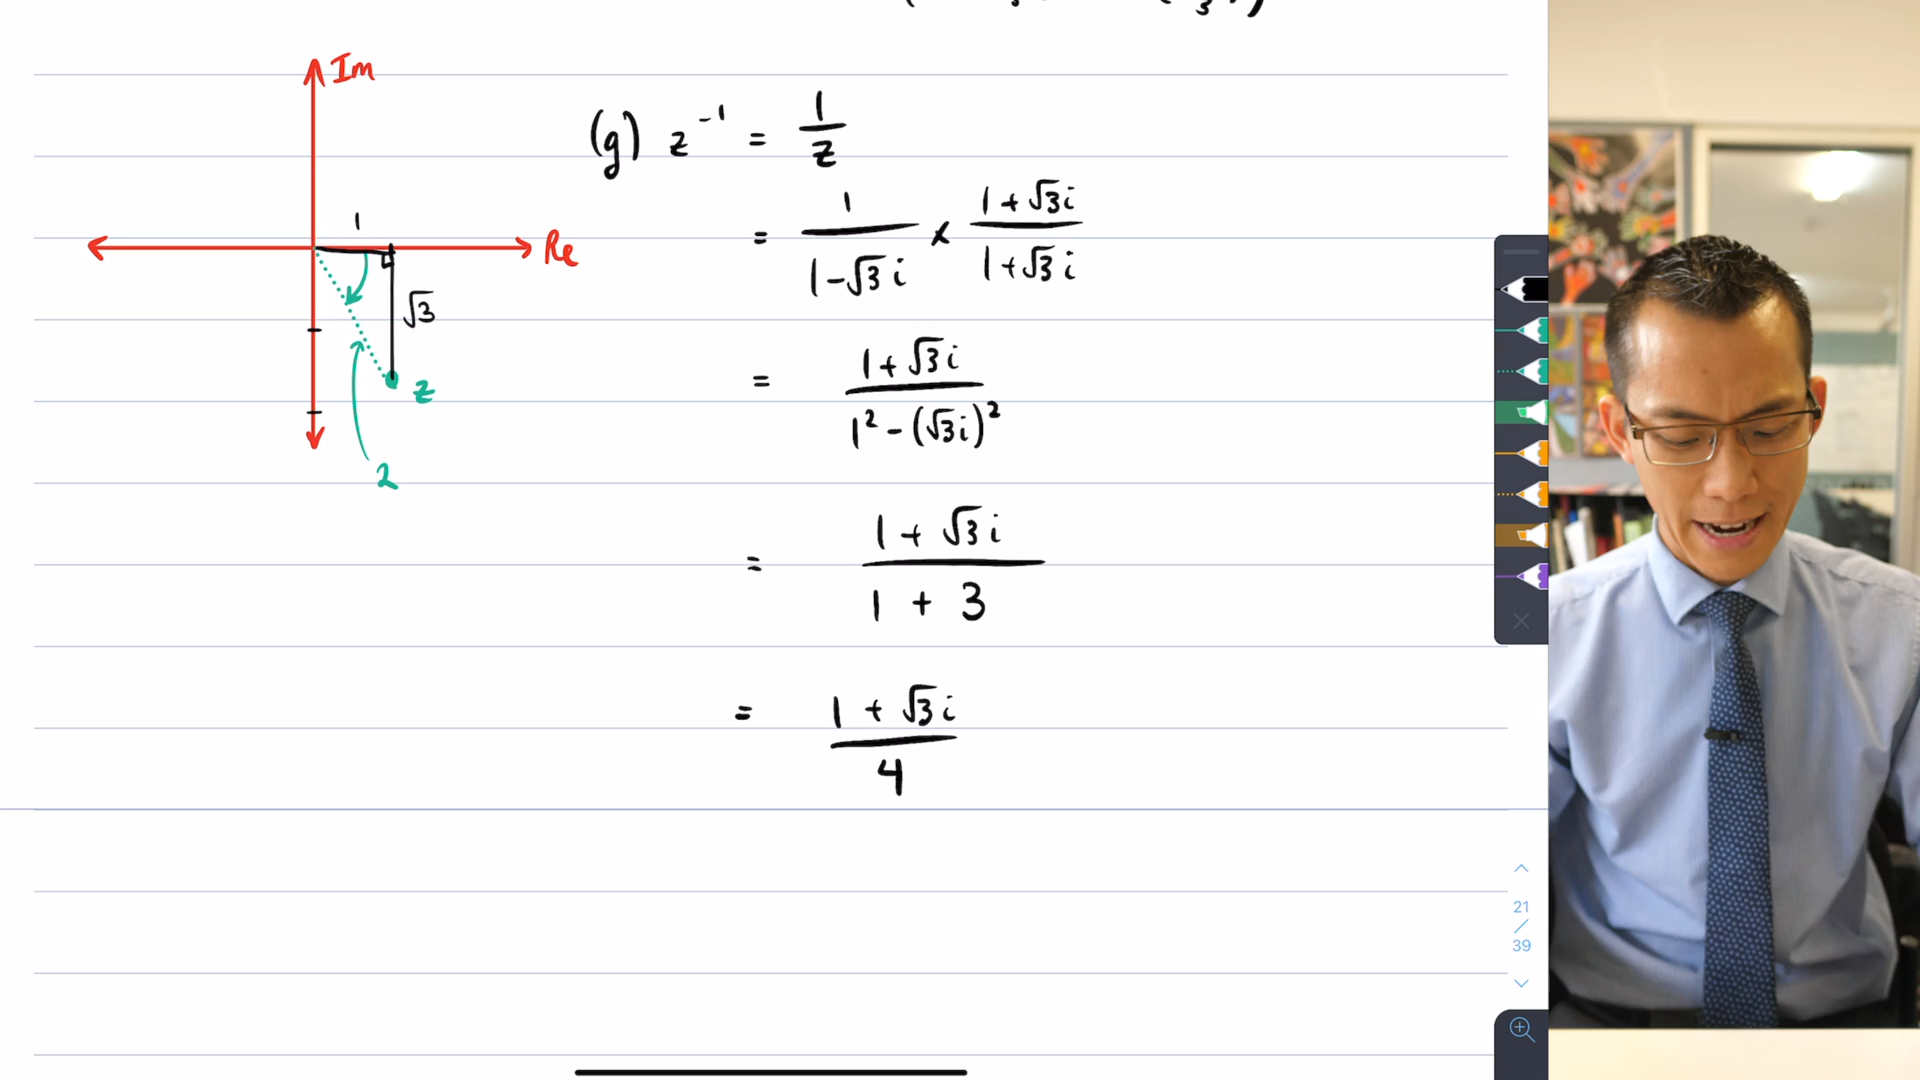 Im
Re
1
√3
z
2
(g) z⁻¹ = 1/z
= 1/(1-√3 i) × (1+√3 i)/(1+√3 i)
= (1+√3 i)/(1² - (√3 i)²)
= (1 + √3 i)/(1 + 3)
= (1 + √3 i)/4
21
/
39